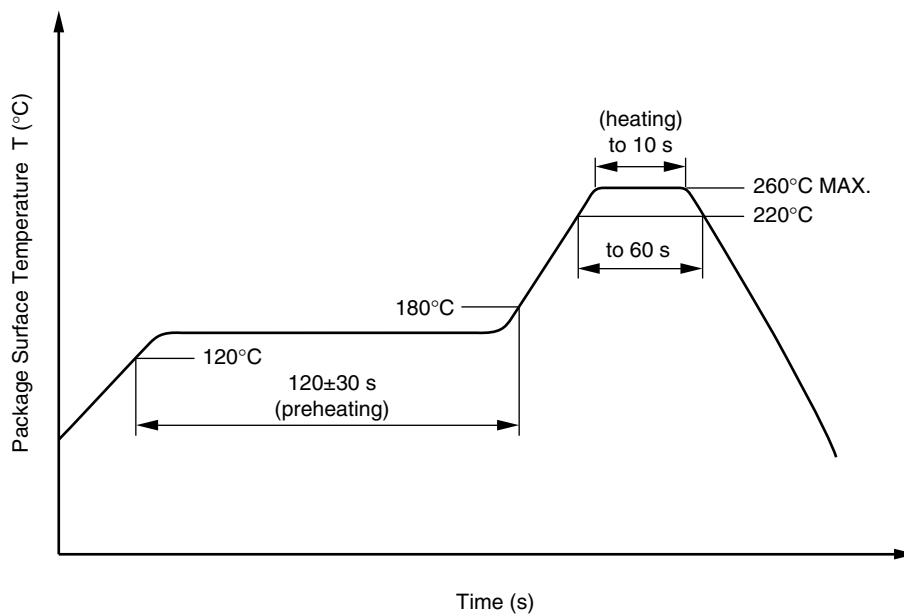 Package Surface Temperature T (°C)
(heating)
to 10 s
260°C MAX.
220°C
to 60 s
180°C
120°C
120±30 s
(preheating)
Time (s)